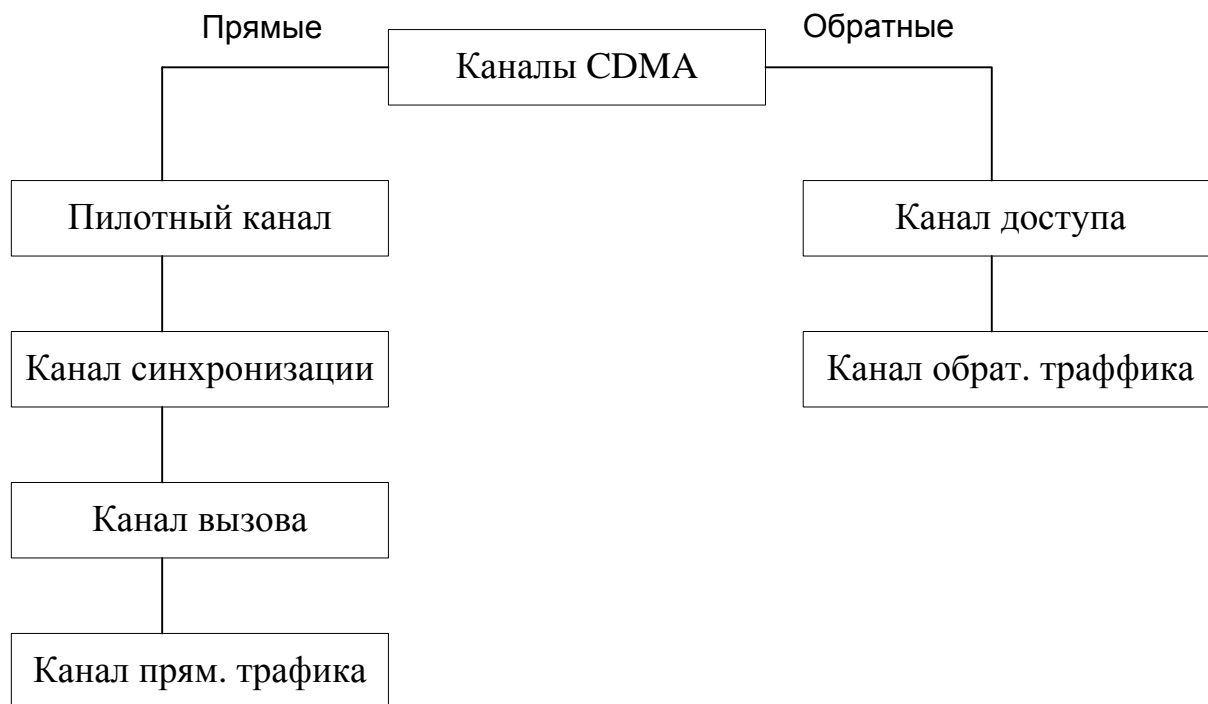 Прямые
Обратные
Каналы CDMA
Пилотный канал
Канал доступа
Канал синхронизации
Канал обрат. траффика
Канал вызова
Канал прям. трафика